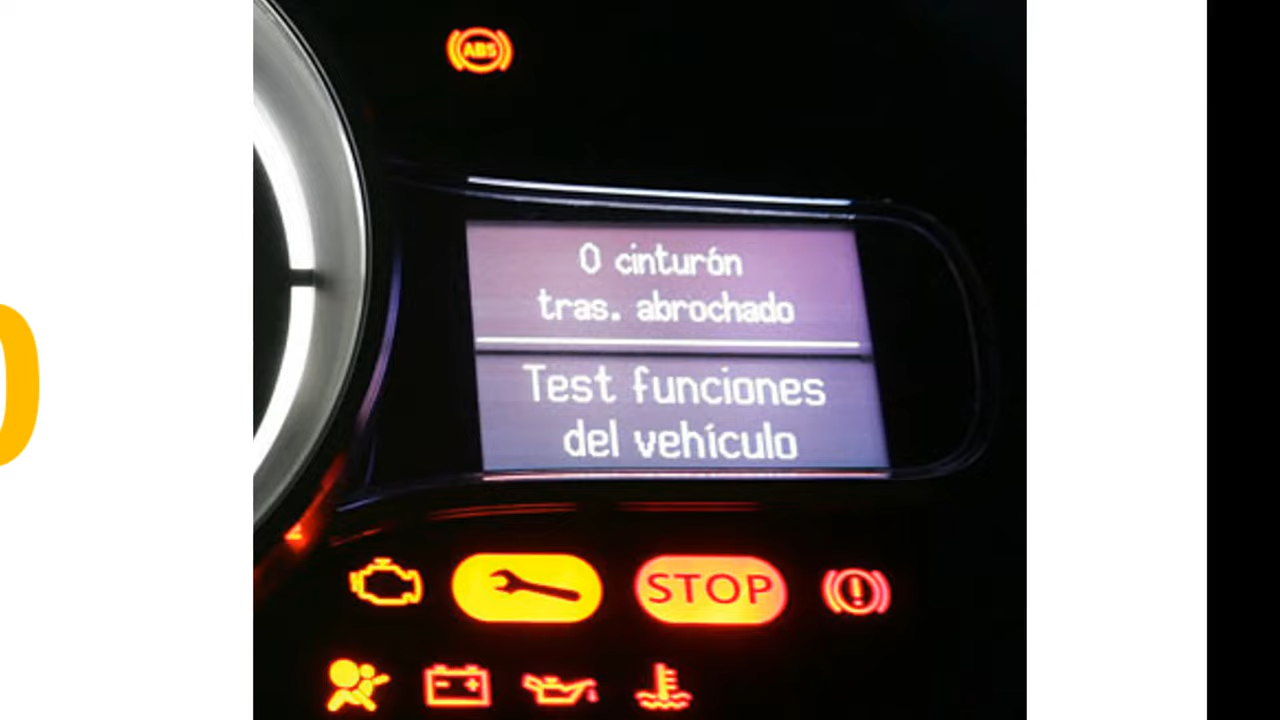 ABS
0 cinturón
tras. abrochado
Test funciones
del vehículo
STOP